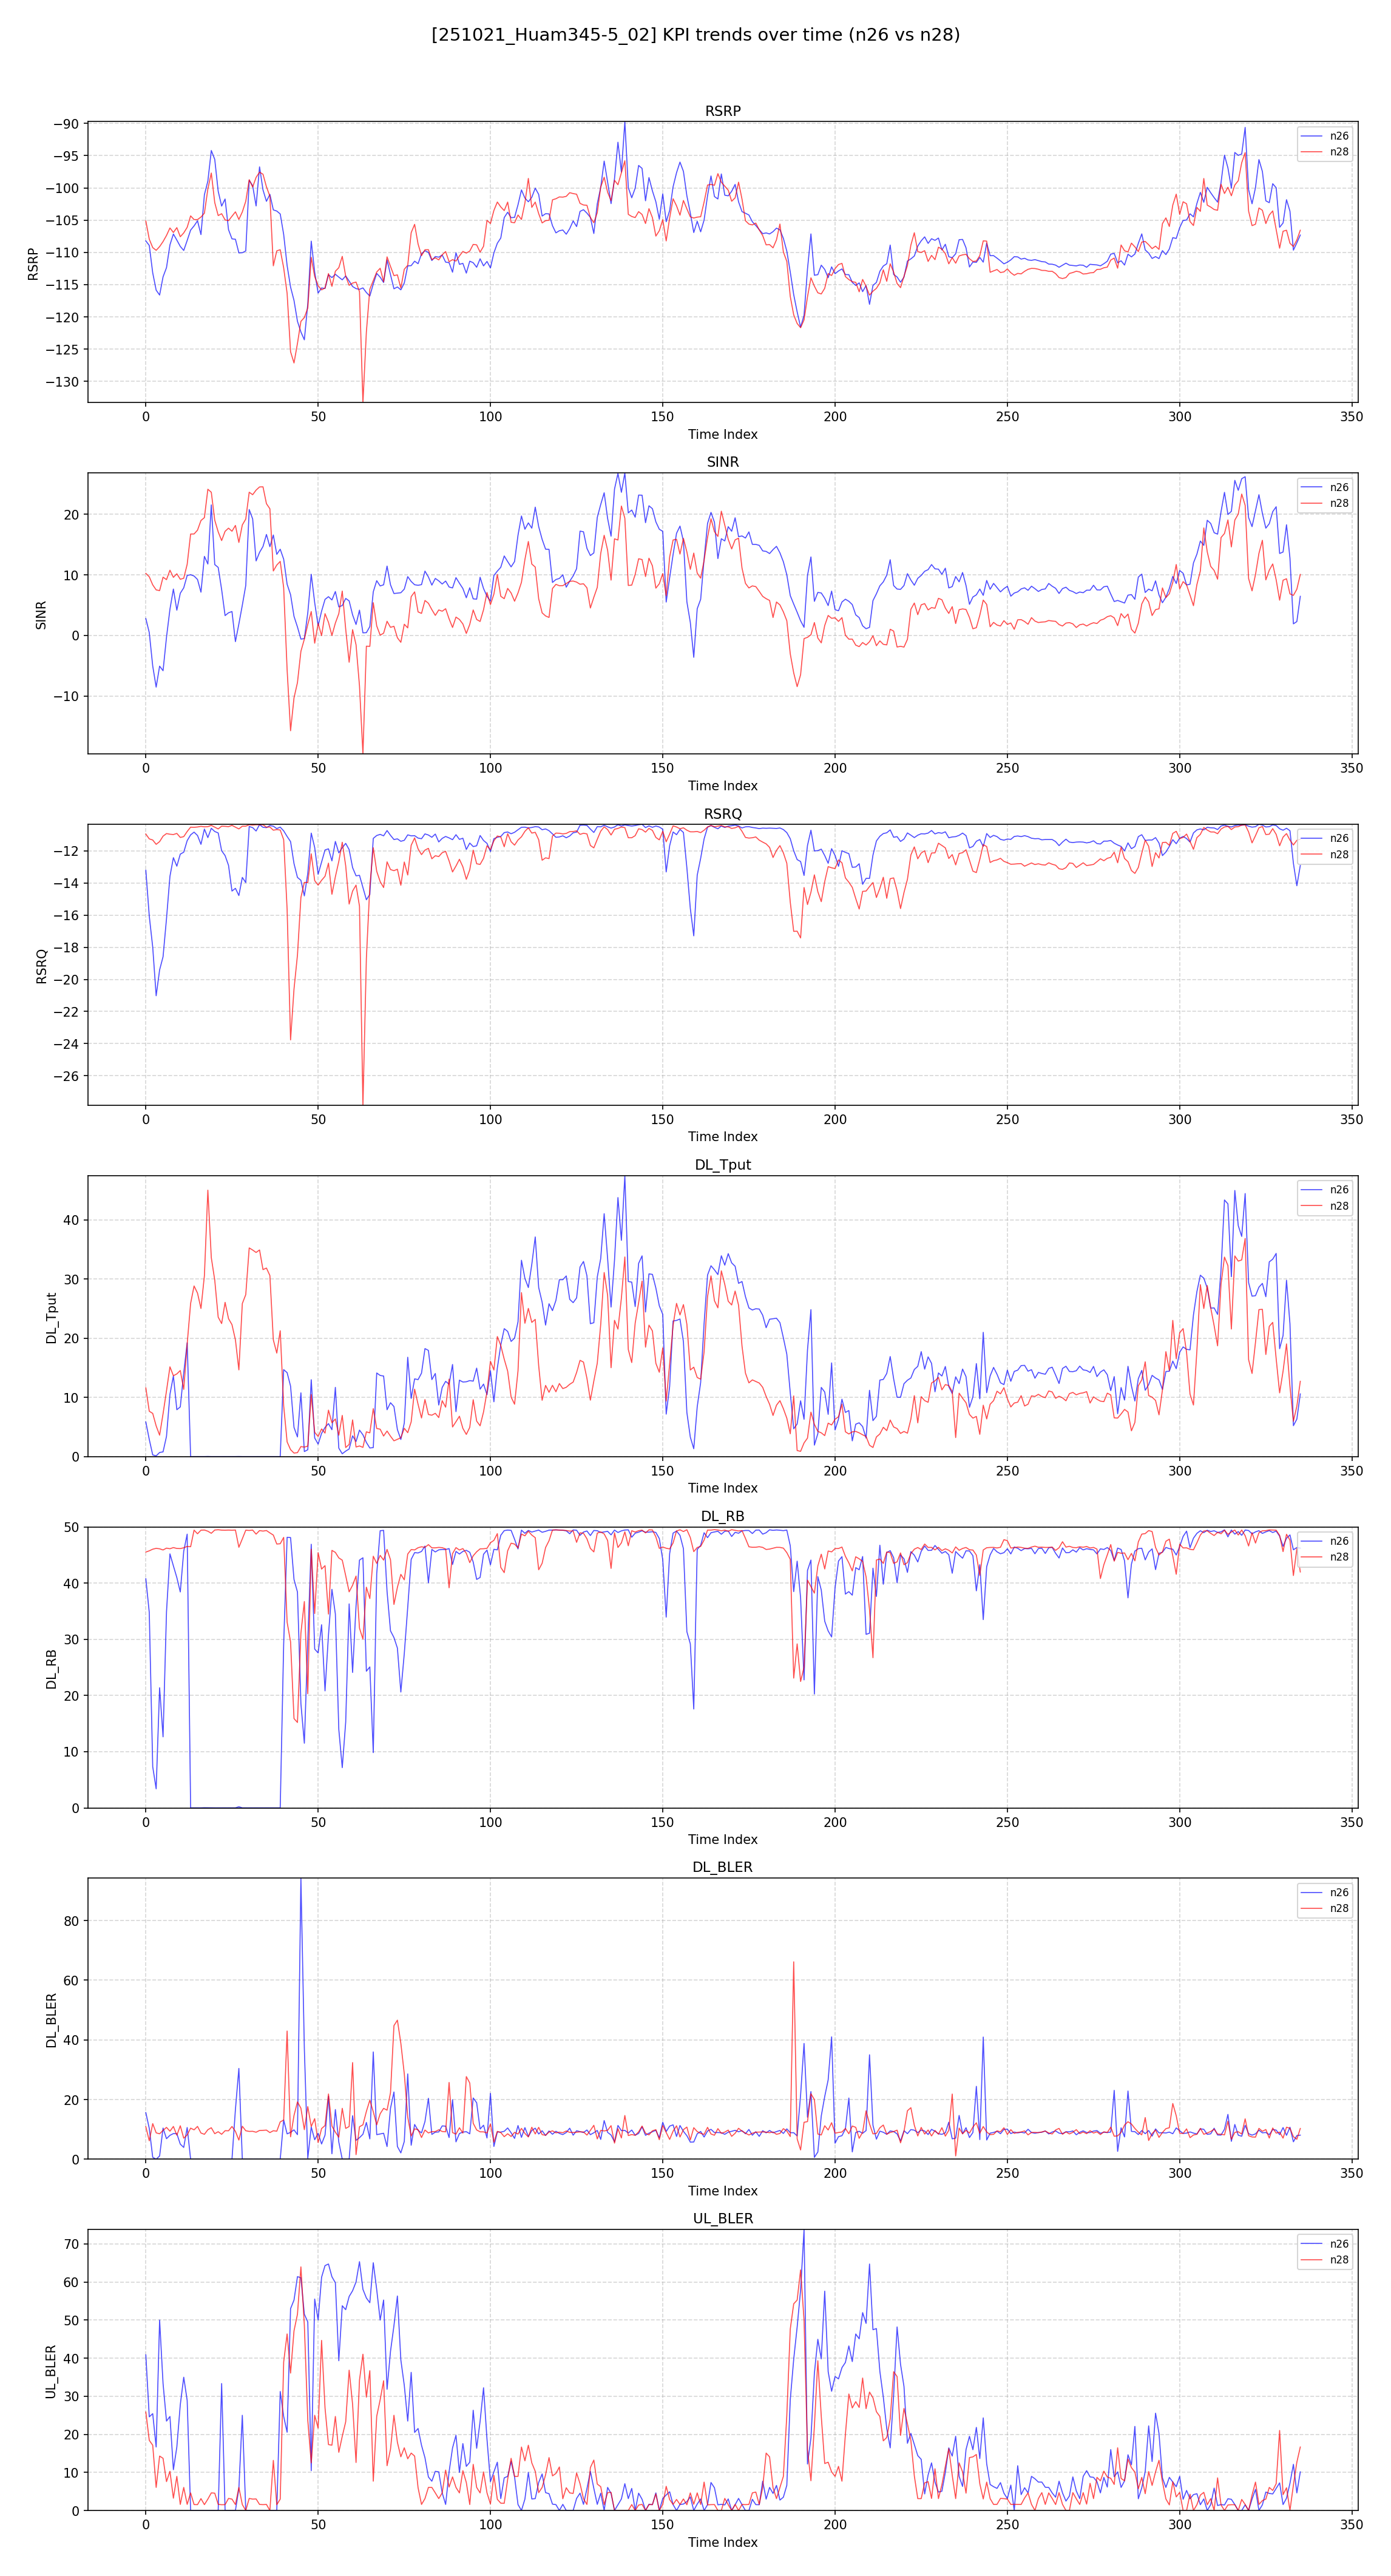 [251021_Huam345-5_02] KPI trends over time (n26 vs n28)
RSRP
−90
−95
−100
−105
−110
−115
−120
−125
−130
RSRP
n26
n28
0 50 100 150 200 250 300 350
Time Index
SINR
20
10
0
−10
SINR
n26
n28
0 50 100 150 200 250 300 350
Time Index
RSRQ
−12
−14
−16
−18
−20
−22
−24
−26
RSRQ
n26
n28
0 50 100 150 200 250 300 350
Time Index
DL_Tput
40
30
20
10
0
DL_Tput
n26
n28
0 50 100 150 200 250 300 350
Time Index
DL_RB
50
40
30
20
10
0
DL_RB
n26
n28
0 50 100 150 200 250 300 350
Time Index
DL_BLER
80
60
40
20
0
DL_BLER
n26
n28
0 50 100 150 200 250 300 350
Time Index
UL_BLER
70
60
50
40
30
20
10
0
UL_BLER
n26
n28
0 50 100 150 200 250 300 350
Time Index